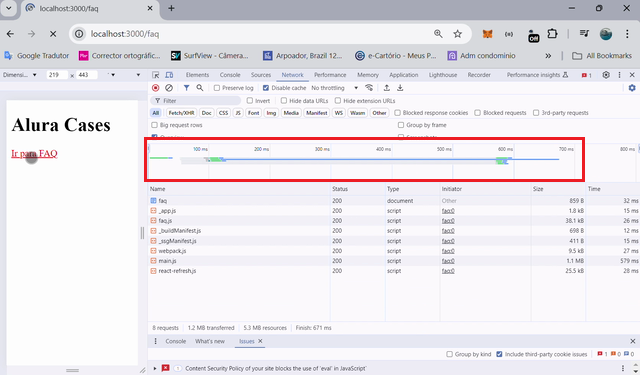 localhost:3000/faq
localhost:3000/faq
Off
Google Tradutor
Corrector ortográfic...
SurfView - Câmera...
Arpoador, Brazil 12...
e-Cartório - Meus P...
Adm condominio
All Bookmarks
Dimensi...
219
×
443
Elements
Console
Sources
Network
Performance
Memory
Application
Security
Performance insights
1
Preserve log
Disable cache
No throttling
Filter
Invert
Hide data URLs
Hide extension URLs
All
Fetch/XHR
Doc
CSS
JS
Font
Img
Media
Manifest
WS
Wasm
Other
Blocked response cookies
Blocked requests
3rd-party requests
Big request rows
Group by frame
Overview
Screenshots
100 ms
200 ms
300 ms
400 ms
500 ms
600 ms
700 ms
800 ms
Alura Cases
Ir para FAQ
Name Status Type Initiator Size Time
faq 200 document Other 859 B 32 ms
_app.js 200 script faq:0 1.8 kB 15 ms
faq.js 200 script faq:0 38.1 kB 26 ms
_buildManifest.js 200 script faq:0 698 B 12 ms
_ssgManifest.js 200 script faq:0 411 B 15 ms
webpack.js 200 script faq:0 9.5 kB 27 ms
main.js 200 script faq:0 1.1 MB 579 ms
react-refresh.js 200 script faq:0 25.5 kB 28 ms
8 requests
1.2 MB transferred
5.3 MB resources
Finish: 671 ms
Console
What's new
Issues
Group by kind
Include third-party cookie issues
1
0
0
1
Content Security Policy of your site blocks the use of 'eval' in JavaScript`